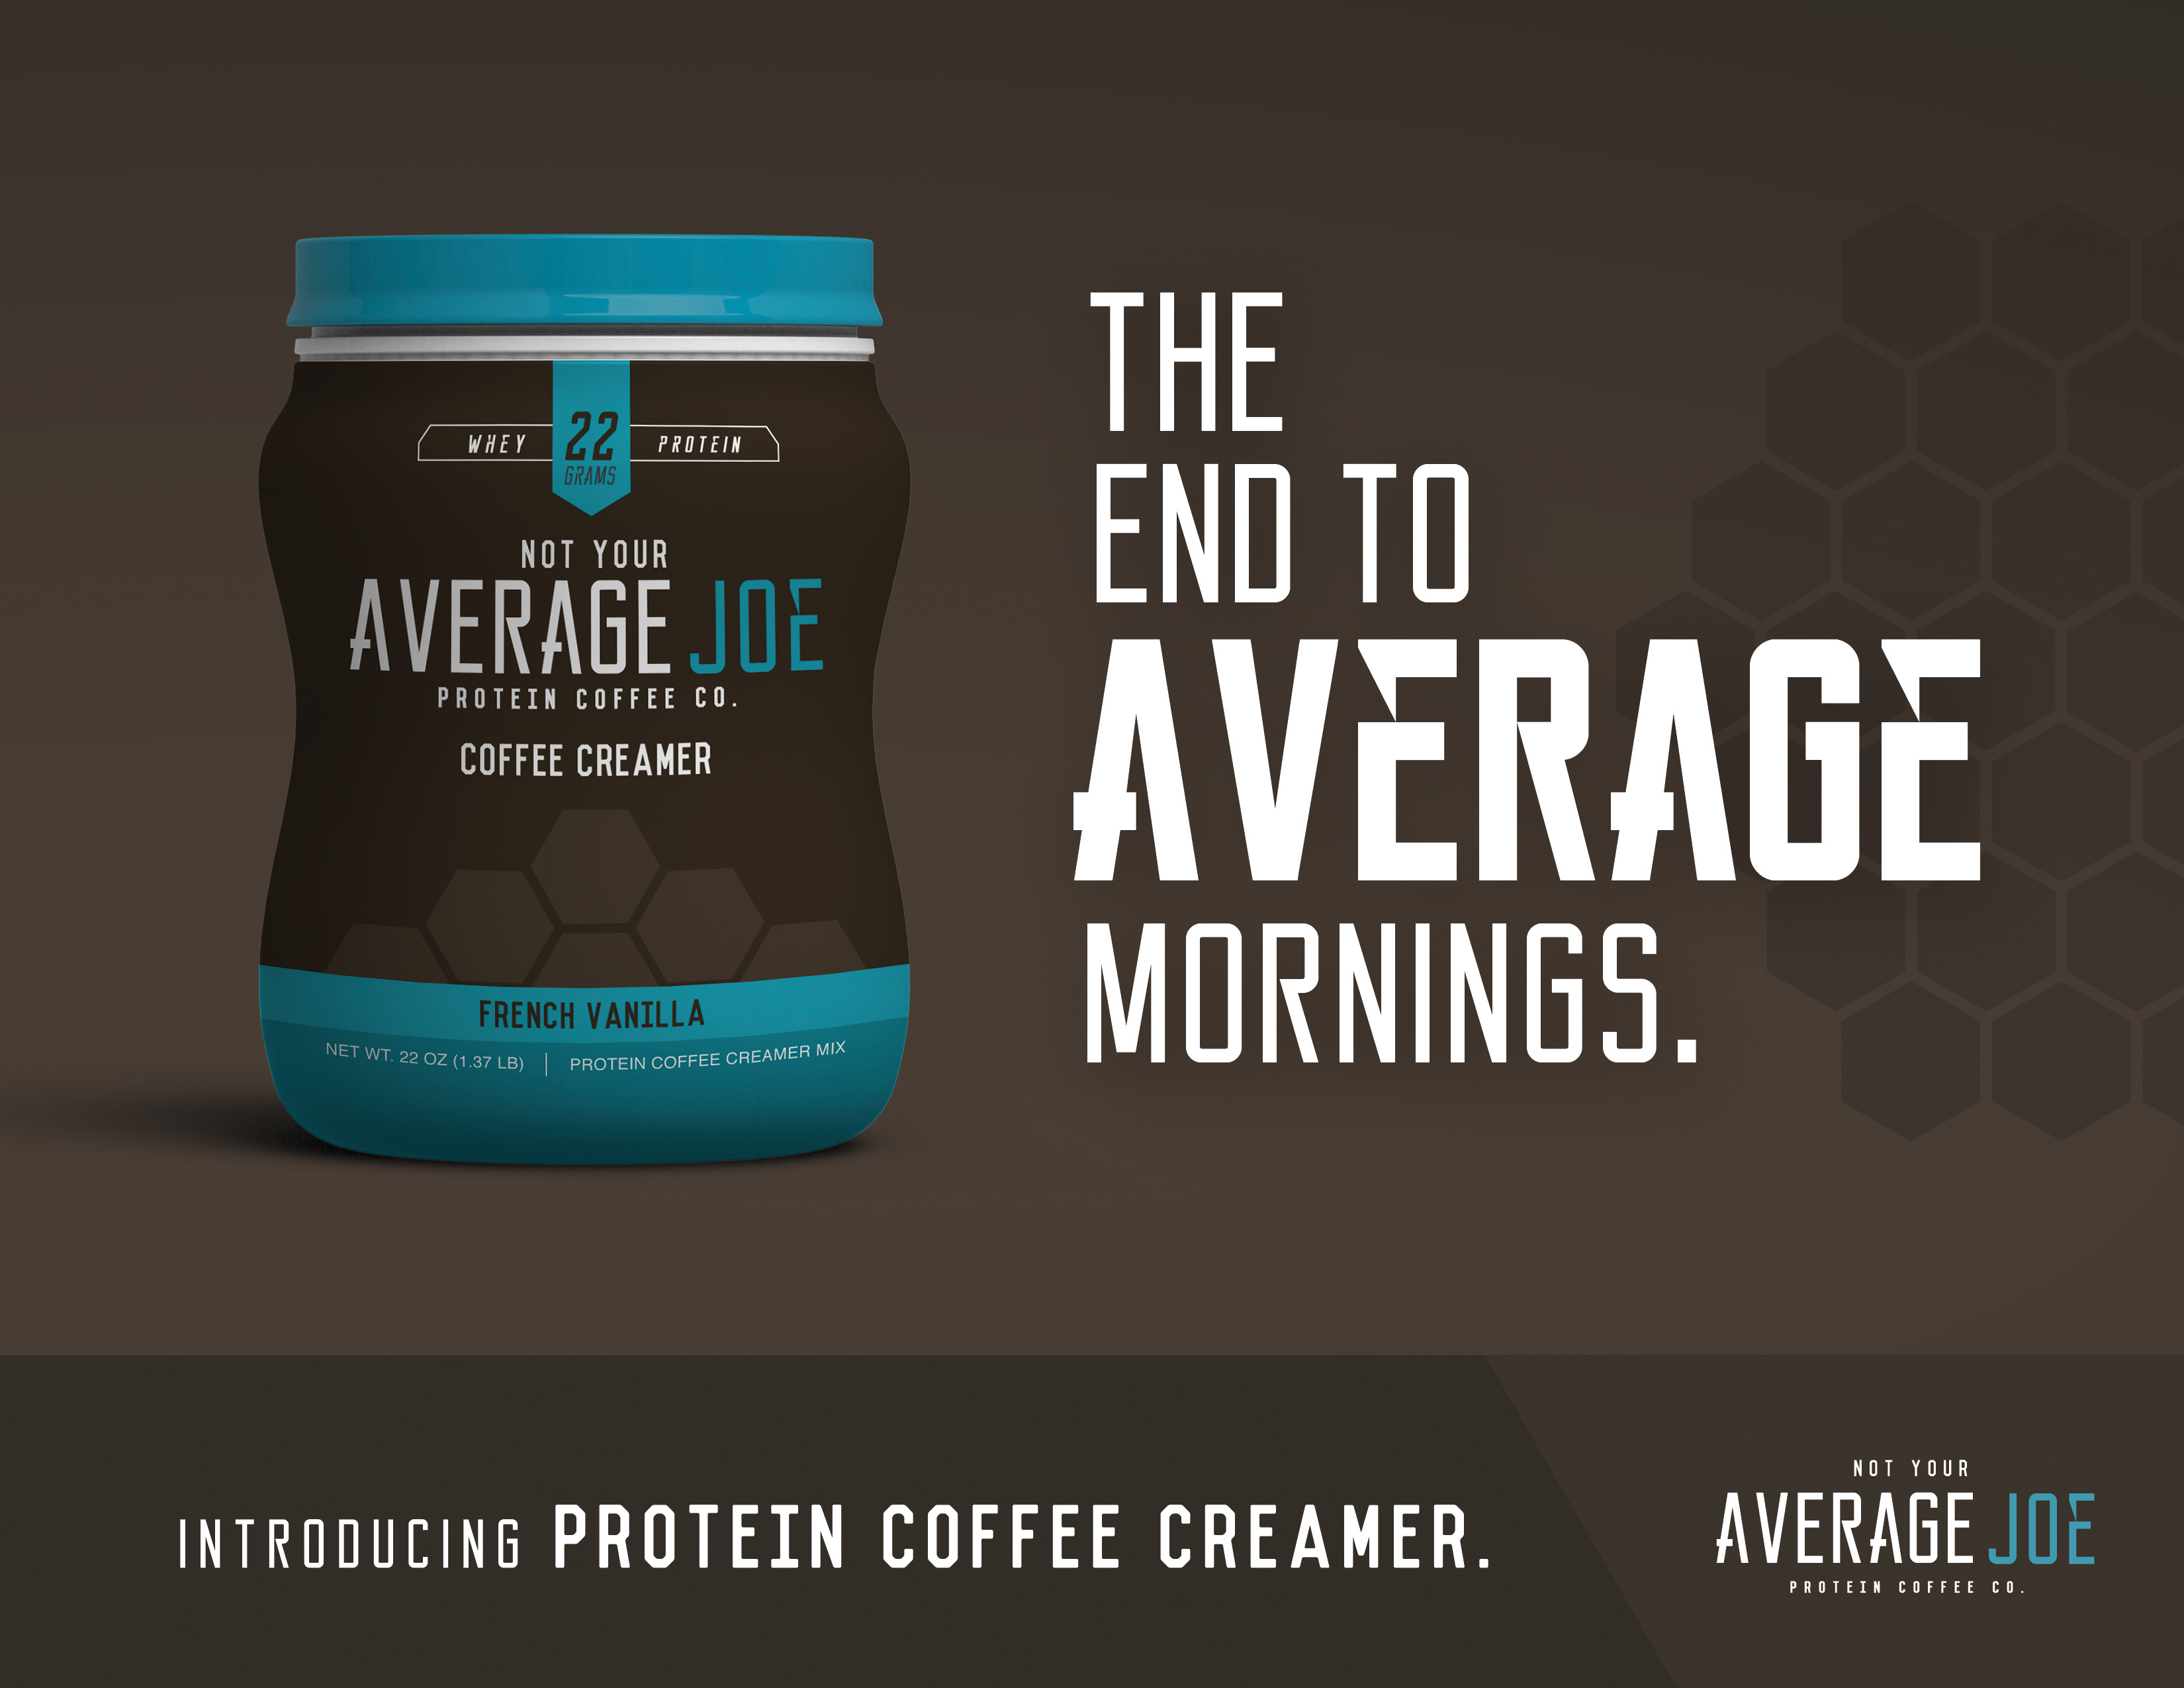 WHEY 22 PROTEIN
GRAMS
NOT YOUR
AVERAGE JOE
PROTEIN COFFEE CO.
COFFEE CREAMER
FRENCH VANILLA
NET WT. 22 OZ (1.37 LB) | PROTEIN COFFEE CREAMER MIX
THE
END TO
AVERAGE
MORNINGS.
INTRODUCING PROTEIN COFFEE CREAMER.
NOT YOUR
AVERAGE JOE
PROTEIN COFFEE CO.